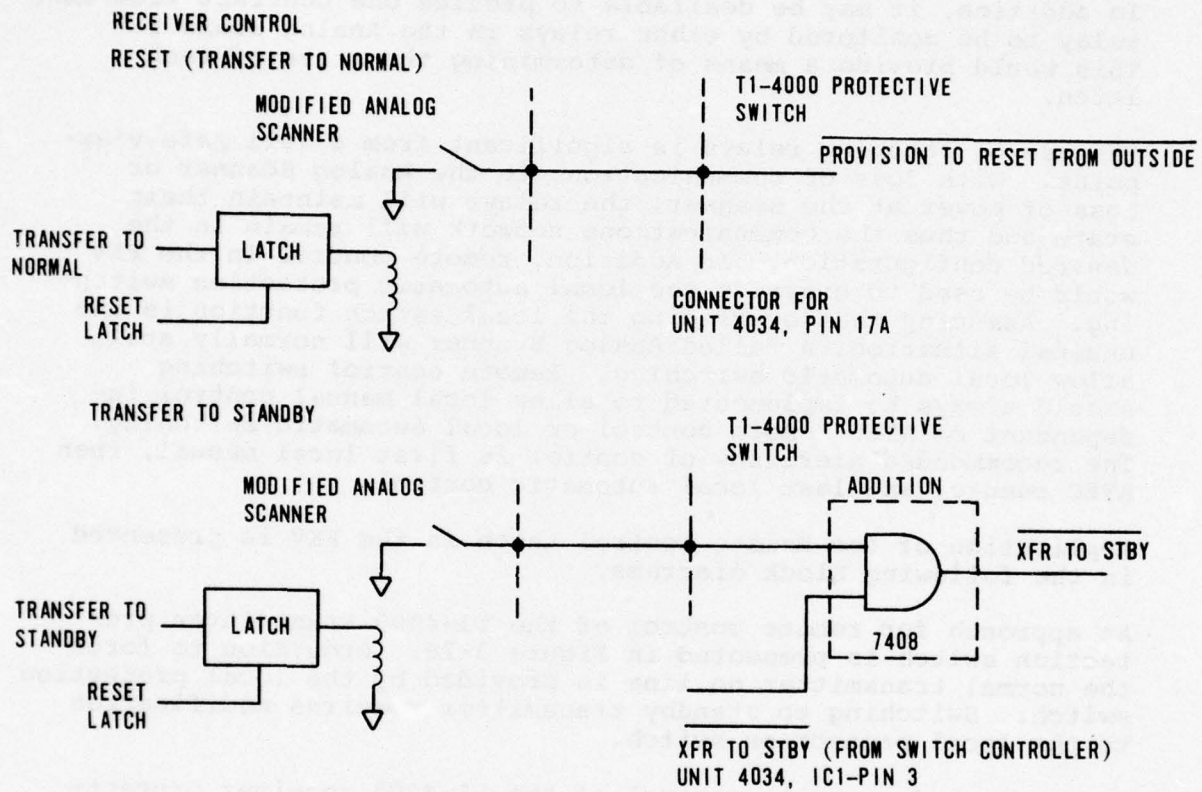 RECEIVER CONTROL
RESET (TRANSFER TO NORMAL)
MODIFIED ANALOG
SCANNER
T1-4000 PROTECTIVE
SWITCH
PROVISION TO RESET FROM OUTSIDE
TRANSFER TO
NORMAL
LATCH
RESET
LATCH
CONNECTOR FOR
UNIT 4034, PIN 17A
TRANSFER TO STANDBY
T1-4000 PROTECTIVE
SWITCH
MODIFIED ANALOG
SCANNER
ADDITION
XFR TO STBY
TRANSFER TO
STANDBY
LATCH
7408
RESET
LATCH
XFR TO STBY (FROM SWITCH CONTROLLER)
UNIT 4034, IC1-PIN 3